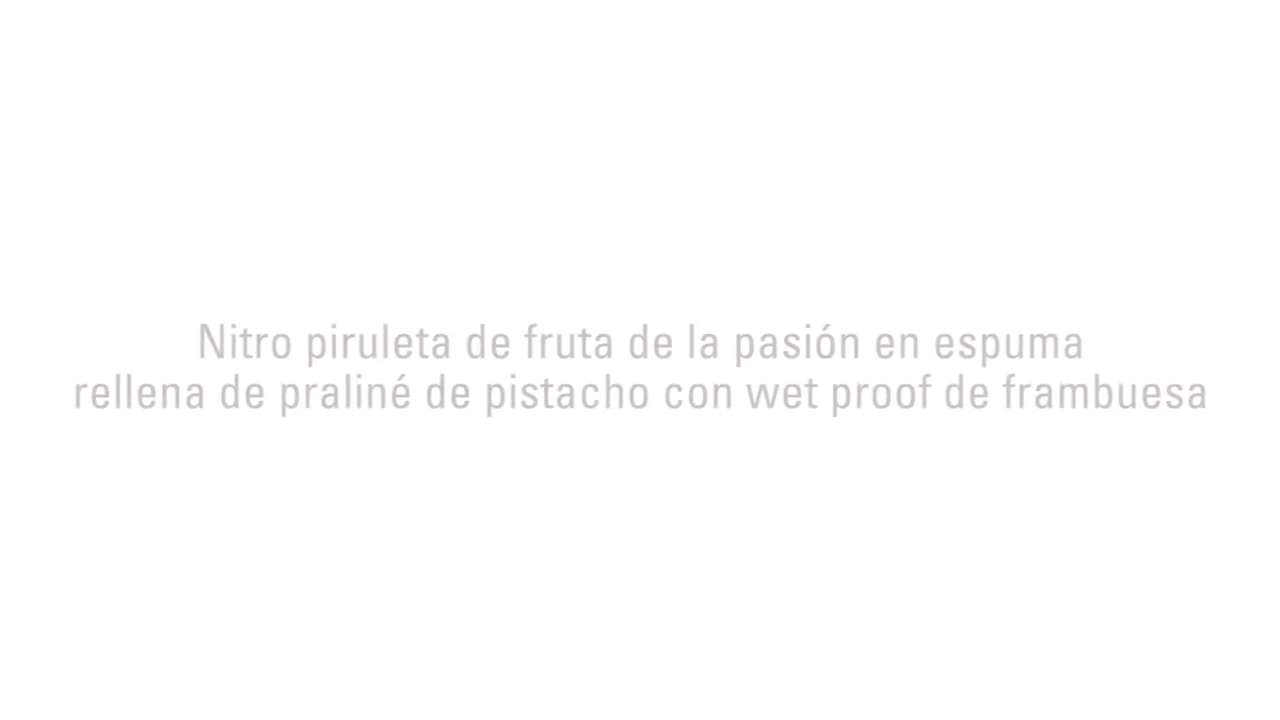 Nitro piruleta de fruta de la pasión en espuma
rellena de praliné de pistacho con wet proof de frambuesa